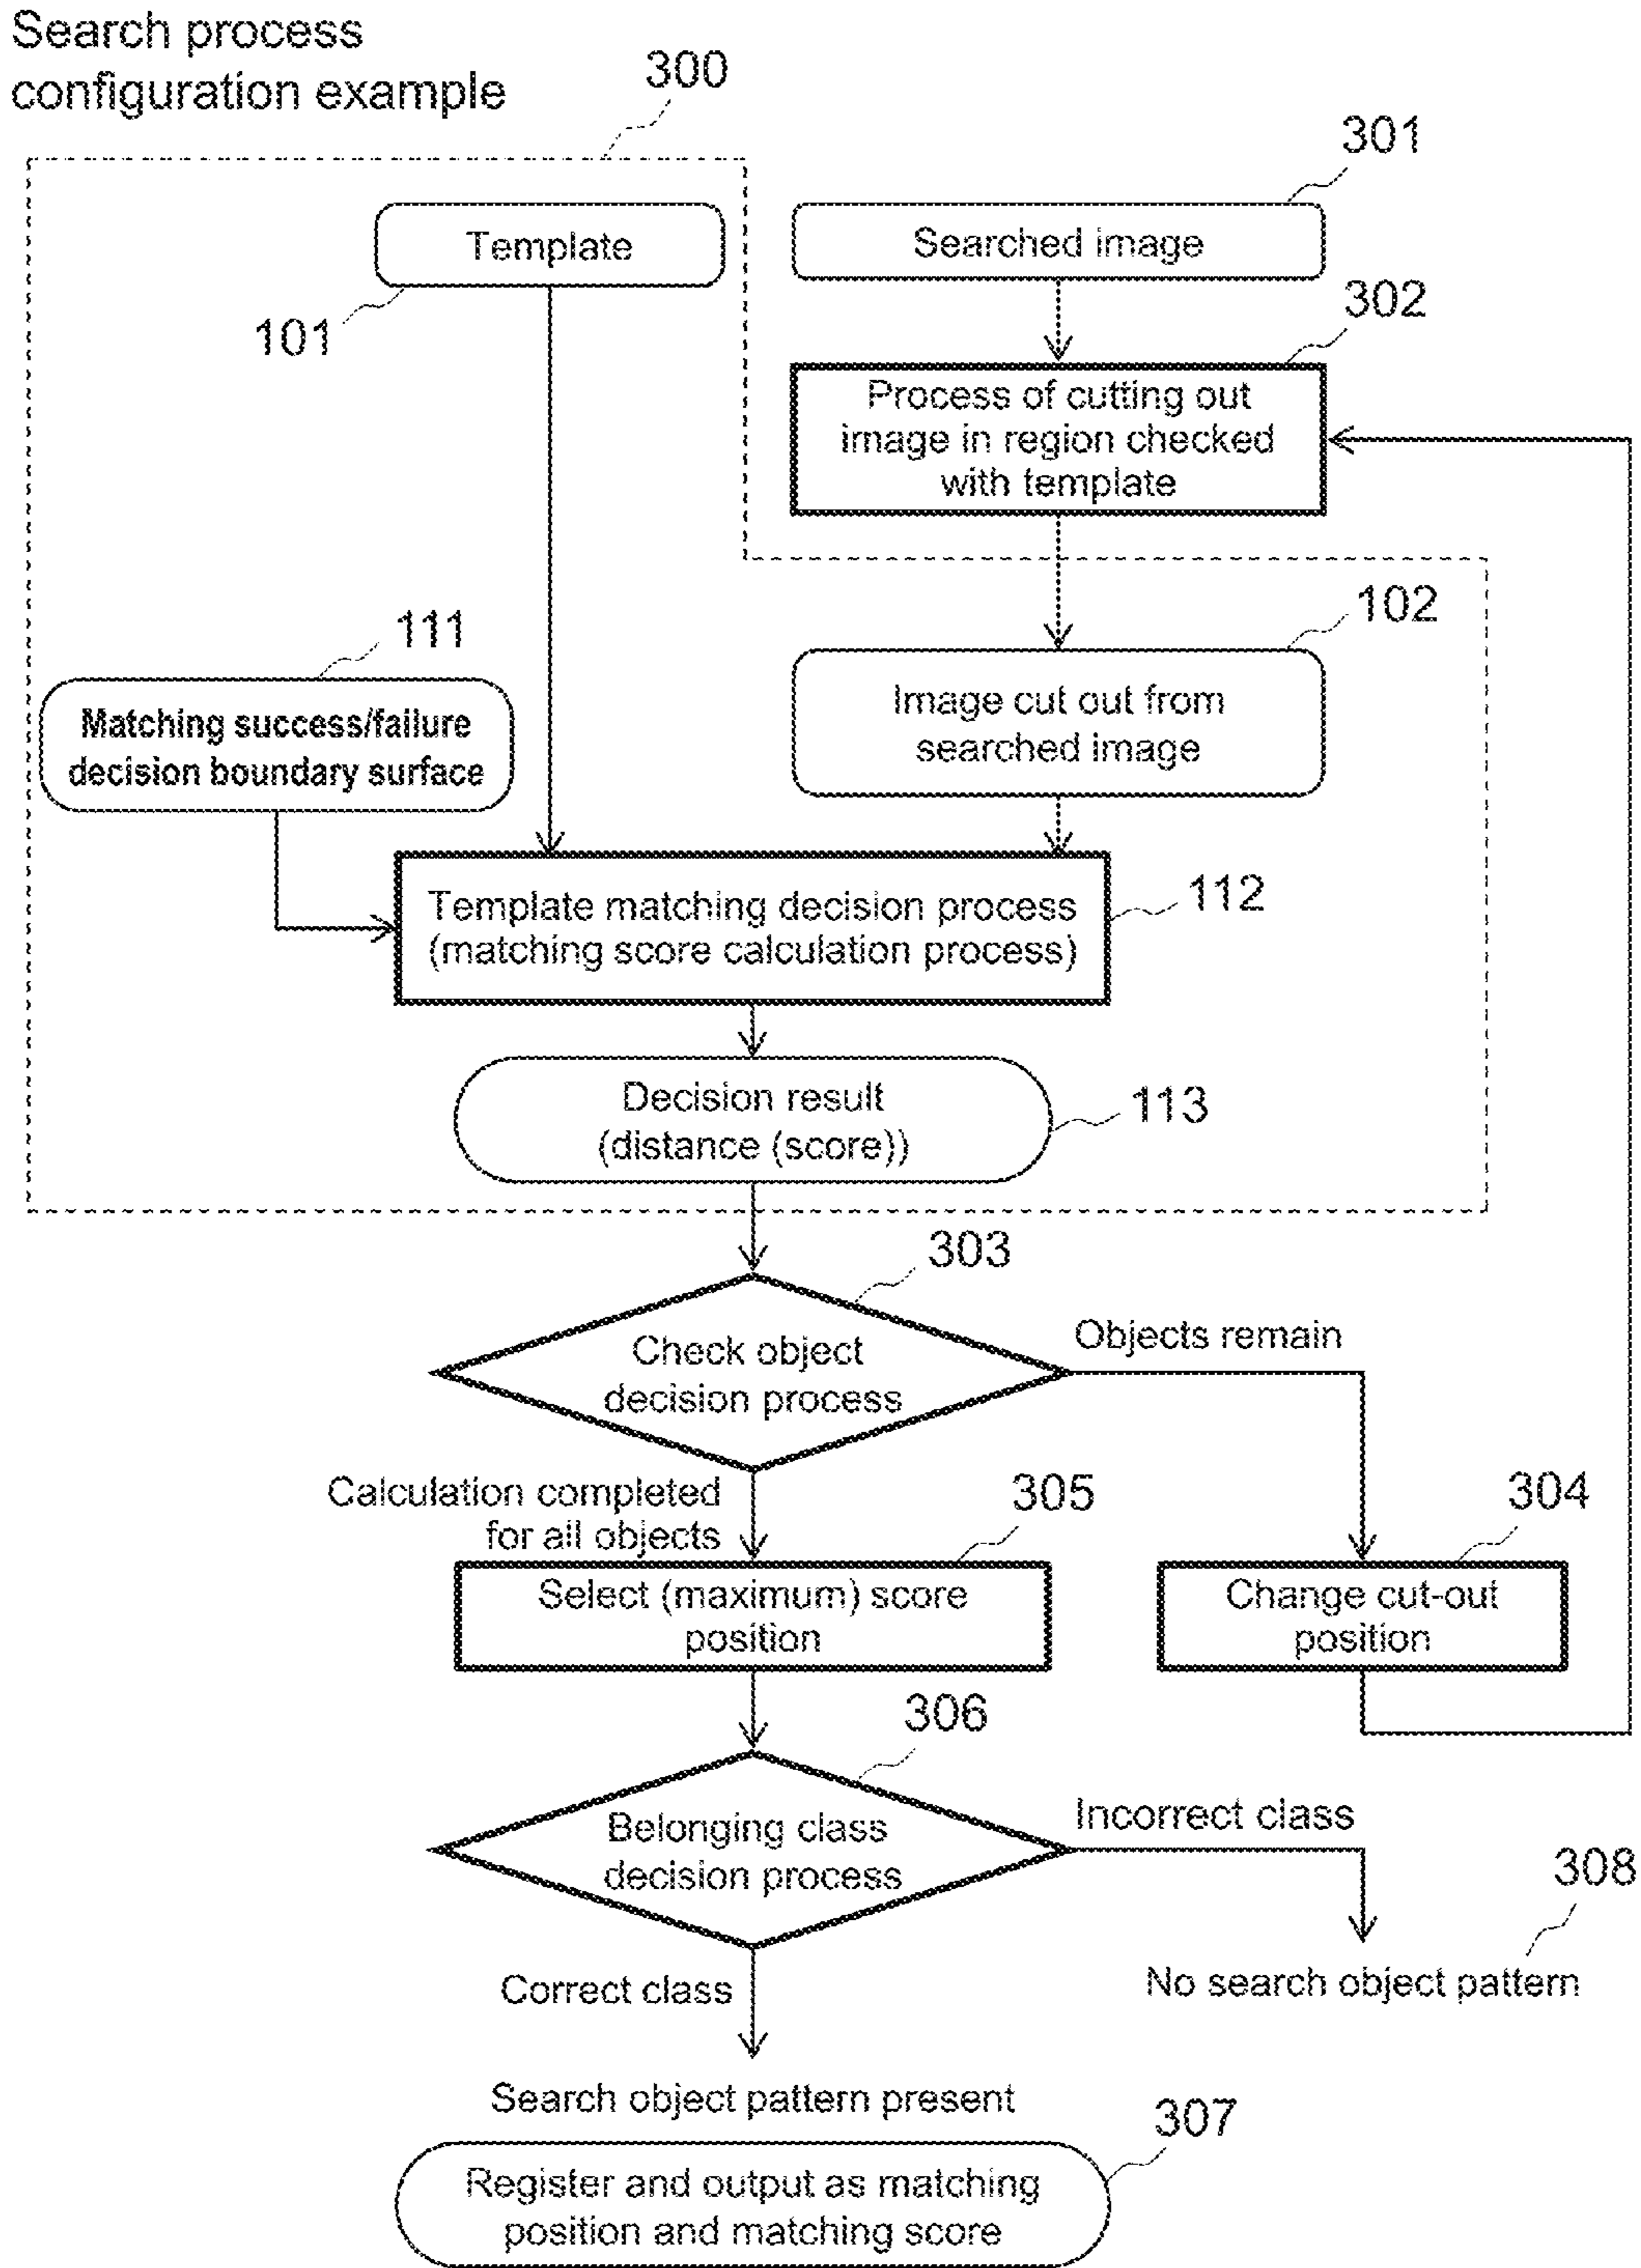 Search process
configuration example
300
301
Template
Searched image
101
302
Process of cutting out
image in region checked
with template
111
102
Matching success/failure
decision boundary surface
Image cut out from
searched image
Template matching decision process
(matching score calculation process)
112
Decision result
(distance (score))
113
303
Check object
decision process
Objects remain
Calculation completed
for all objects
305
304
Select (maximum) score
position
Change cut-out
position
306
Belonging class
decision process
Incorrect class
308
Correct class
No search object pattern
Search object pattern present
307
Register and output as matching
position and matching score